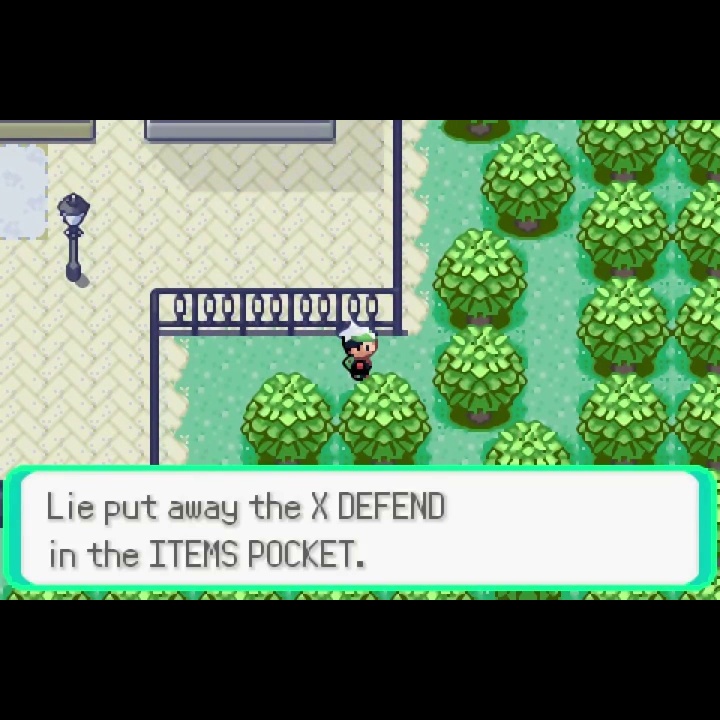 Lie put away the X DEFEND
in the ITEMS POCKET.